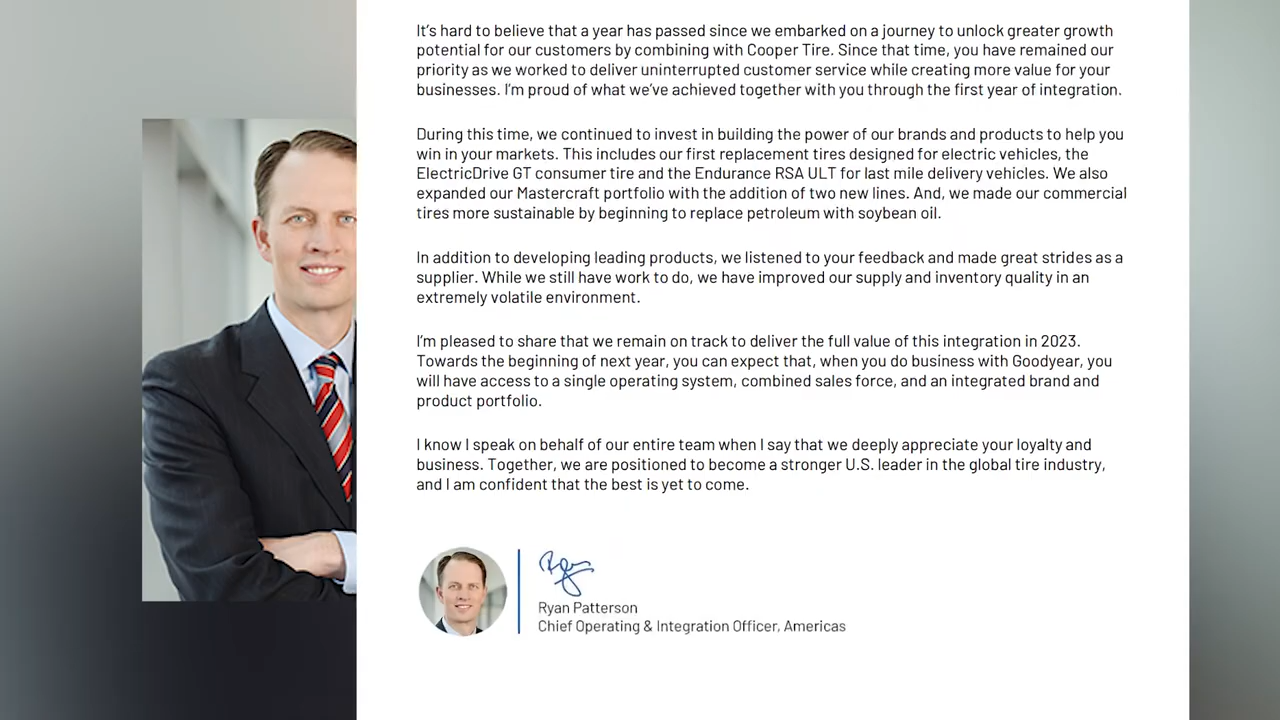 It's hard to believe that a year has passed since we embarked on a journey to unlock greater growth
potential for our customers by combining with Cooper Tire. Since that time, you have remained our
priority as we worked to deliver uninterrupted customer service while creating more value for your
businesses. I'm proud of what we've achieved together with you through the first year of integration.
During this time, we continued to invest in building the power of our brands and products to help you
win in your markets. This includes our first replacement tires designed for electric vehicles, the
ElectricDrive GT consumer tire and the Endurance RSA ULT for last mile delivery vehicles. We also
expanded our Mastercraft portfolio with the addition of two new lines. And, we made our commercial
tires more sustainable by beginning to replace petroleum with soybean oil.
In addition to developing leading products, we listened to your feedback and made great strides as a
supplier. While we still have work to do, we have improved our supply and inventory quality in an
extremely volatile environment.
I'm pleased to share that we remain on track to deliver the full value of this integration in 2023.
Towards the beginning of next year, you can expect that, when you do business with Goodyear, you
will have access to a single operating system, combined sales force, and an integrated brand and
product portfolio.
I know I speak on behalf of our entire team when I say that we deeply appreciate your loyalty and
business. Together, we are positioned to become a stronger U.S. leader in the global tire industry,
and I am confident that the best is yet to come.
Ryan Patterson
Chief Operating & Integration Officer, Americas